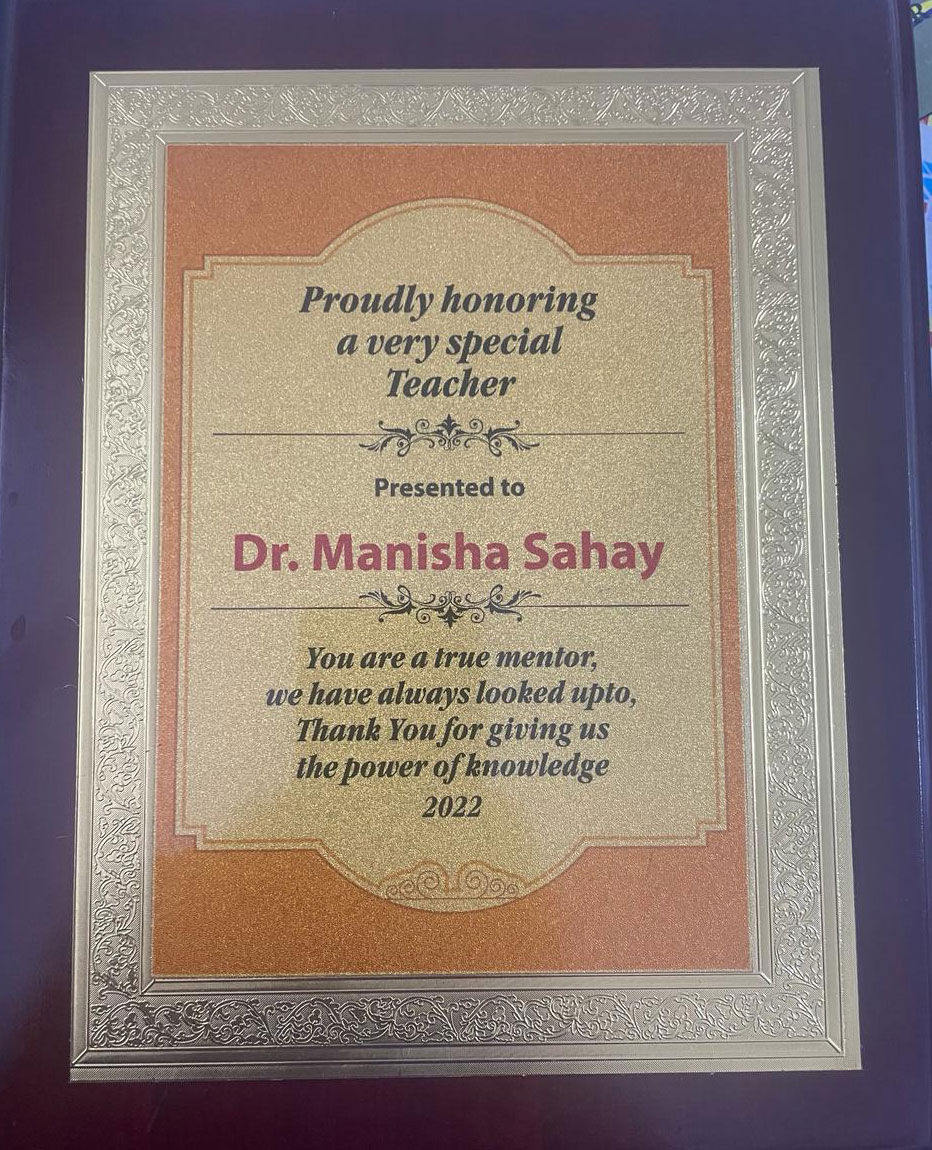 Proudly honoring
a very special
Teacher
Presented to
Dr. Manisha Sahay
You are a true mentor,
we have always looked upto,
Thank You for giving us
the power of knowledge
2022